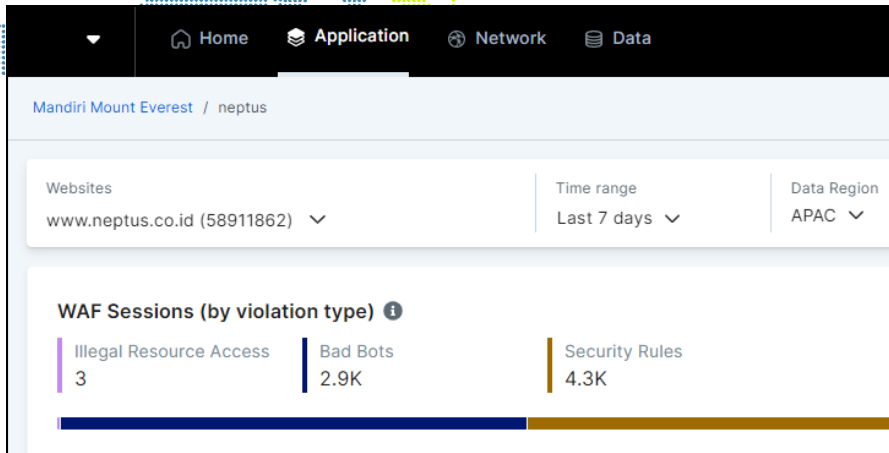 Home Application Network Data
Mandiri Mount Everest / neptus
Websites Time range Data Region
www.neptus.co.id (58911862) Last 7 days APAC
WAF Sessions (by violation type)
Illegal Resource Access Bad Bots Security Rules
3 2.9K 4.3K